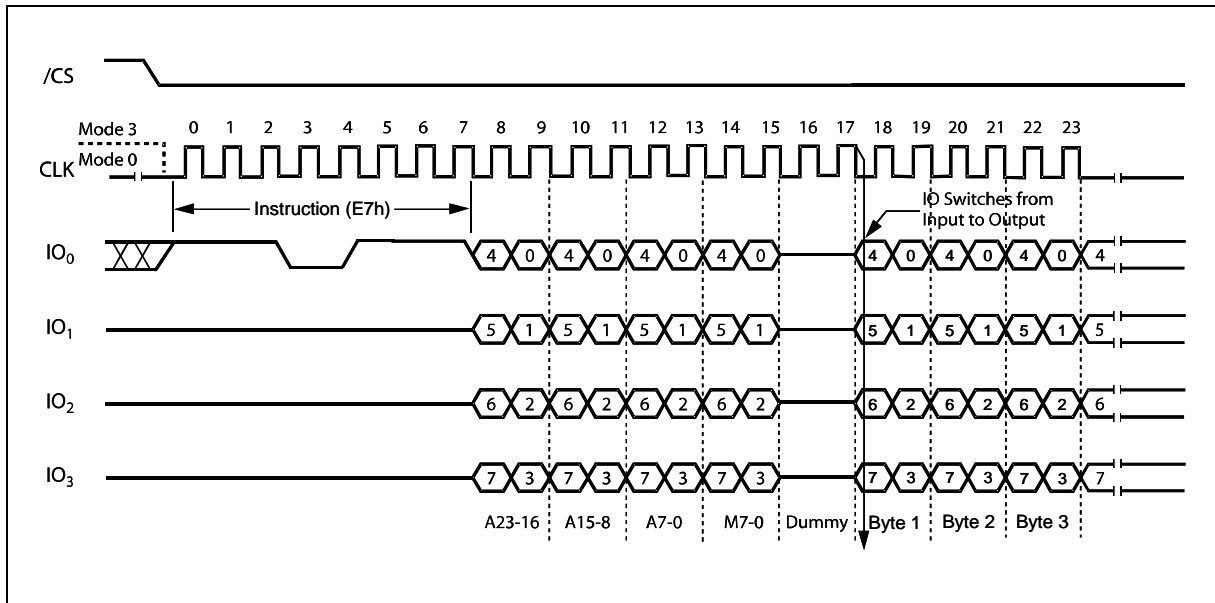 /CS
Mode 3
0 1 2 3 4 5 6 7 8 9 10 11 12 13 14 15 16 17 18 19 20 21 22 23
CLK
Mode 0
Instruction (E7h)
IO Switches from
Input to Output
IO0
4 0 4 0 4 0 4 0 4 0 4 0 4 0 4
IO1
5 1 5 1 5 1 5 1 5 1 5 1 5 1 5
IO2
6 2 6 2 6 2 6 2 6 2 6 2 6 2 6
IO3
7 3 7 3 7 3 7 3 7 3 7 3 7 3 7
A23-16 A15-8 A7-0 M7-0 Dummy Byte 1 Byte 2 Byte 3